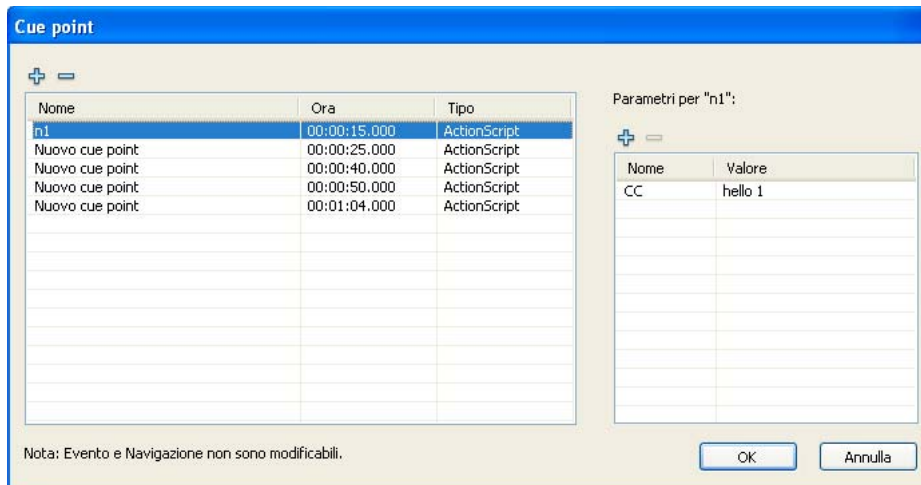 Cue point
Nome Ora Tipo
n1 00:00:15.000 ActionScript
Nuovo cue point 00:00:25.000 ActionScript
Nuovo cue point 00:00:40.000 ActionScript
Nuovo cue point 00:00:50.000 ActionScript
Nuovo cue point 00:01:04.000 ActionScript
Parametri per "n1":
Nome Valore
CC hello 1
Nota: Evento e Navigazione non sono modificabili.
OK Annulla